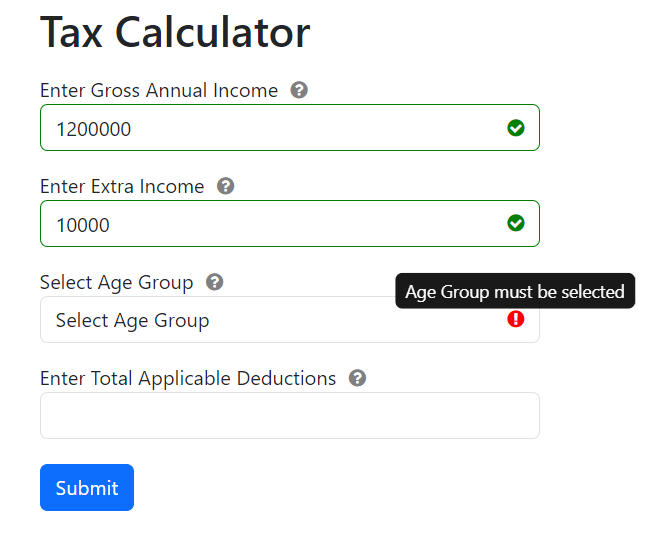 Tax Calculator
Enter Gross Annual Income
1200000
Enter Extra Income
10000
Select Age Group
Age Group must be selected
Select Age Group
Enter Total Applicable Deductions
Submit